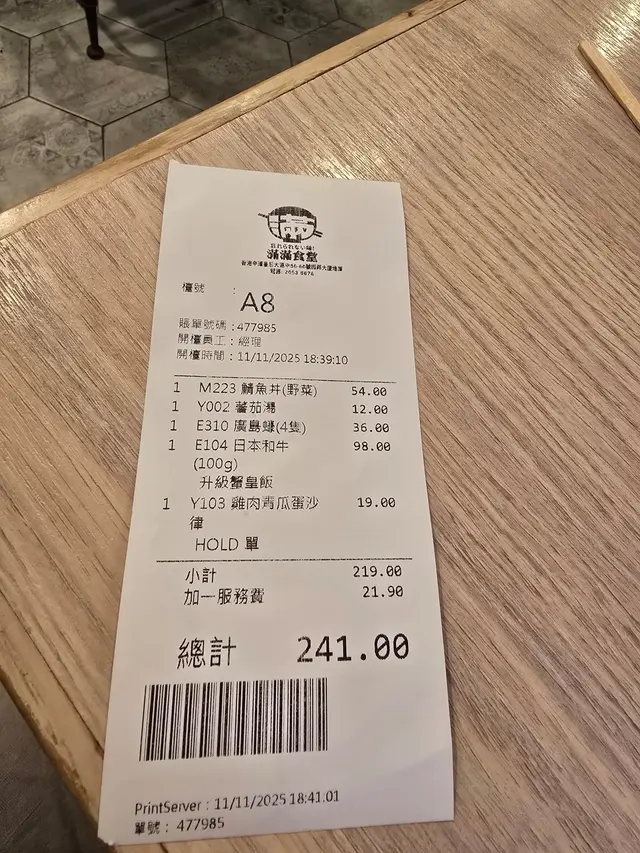 忘れられない味!
滿滿食堂
電話: 2653 6676
檯號 :
A8
賬單號碼 : 477985
開檯員工 : 經理
開檯時間 : 11/11/2025 18:39:10
1 M223 鯖魚丼(野菜) 54.00
1 Y002 蕃茄湯 12.00
1 E310 廣島蠔(4隻) 36.00
1 E104 日本和牛 98.00
(100g)
升級蟹皇飯
1 Y103 雞肉青瓜蛋沙 19.00
律
HOLD 單
小計 219.00
加一服務費 21.90
總計 241.00
PrintServer : 11/11/2025 18:41:01
單號 : 477985